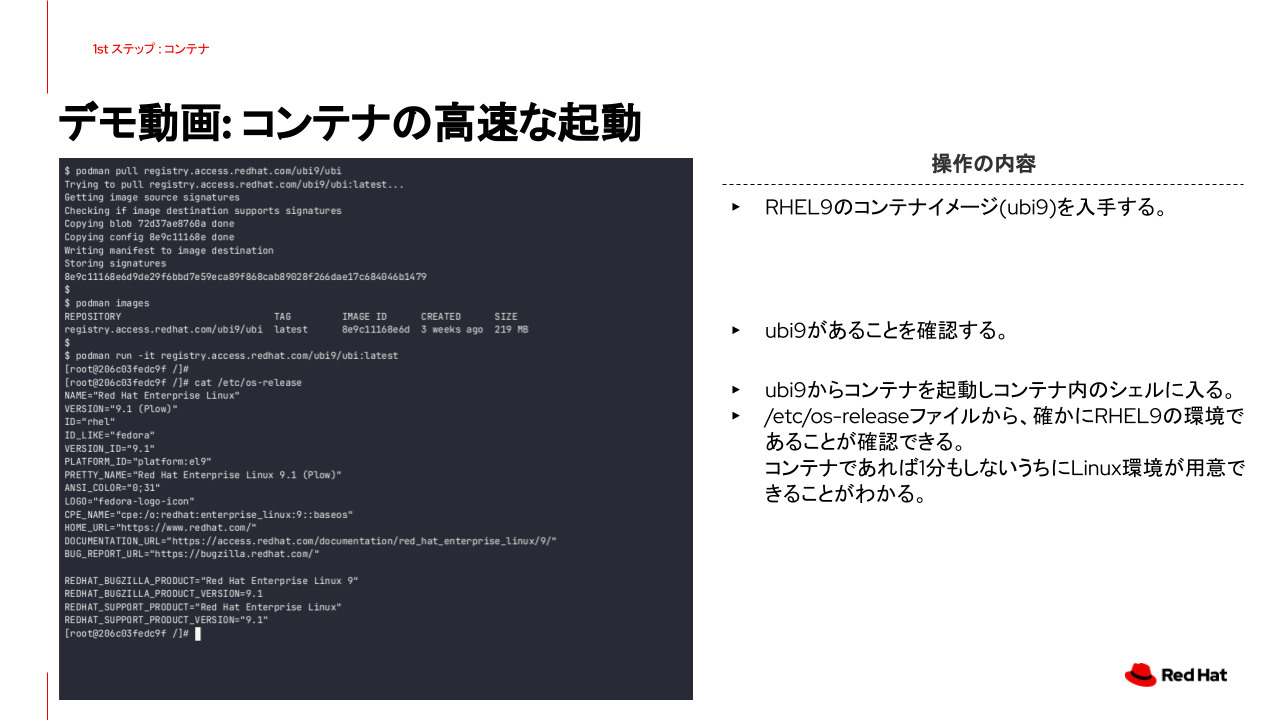 1st ステップ : コンテナ
デモ動画: コンテナの高速な起動
$ podman pull registry.access.redhat.com/ubi9/ubi
Trying to pull registry.access.redhat.com/ubi9/ubi:latest...
Getting image source signatures
Checking if image destination supports signatures
Copying blob 72d37ae8760a done
Copying config 8e9c11168e done
Writing manifest to image destination
Storing signatures
8e9c11168e6d9de29f6bbd7e59eca89f868cab89028f266dae17c684046b1479
$
$ podman images
REPOSITORY TAG IMAGE ID CREATED SIZE
registry.access.redhat.com/ubi9/ubi latest 8e9c11168e6d 3 weeks ago 219 MB
$
$ podman run -it registry.access.redhat.com/ubi9/ubi:latest
[root@206c03fedc9f /]#
[root@206c03fedc9f /]# cat /etc/os-release
NAME="Red Hat Enterprise Linux"
VERSION="9.1 (Plow)"
ID="rhel"
ID_LIKE="fedora"
VERSION_ID="9.1"
PLATFORM_ID="platform:el9"
PRETTY_NAME="Red Hat Enterprise Linux 9.1 (Plow)"
ANSI_COLOR="0;31"
LOGO="fedora-logo-icon"
CPE_NAME="cpe:/o:redhat:enterprise_linux:9::baseos"
HOME_URL="https://www.redhat.com/"
DOCUMENTATION_URL="https://access.redhat.com/documentation/red_hat_enterprise_linux/9/"
BUG_REPORT_URL="https://bugzilla.redhat.com/"
REDHAT_BUGZILLA_PRODUCT="Red Hat Enterprise Linux 9"
REDHAT_BUGZILLA_PRODUCT_VERSION=9.1
REDHAT_SUPPORT_PRODUCT="Red Hat Enterprise Linux"
REDHAT_SUPPORT_PRODUCT_VERSION="9.1"
[root@206c03fedc9f /]#
操作の内容
▸ RHEL9のコンテナイメージ(ubi9)を入手する。
▸ ubi9があることを確認する。
▸ ubi9からコンテナを起動しコンテナ内のシェルに入る。
▸ /etc/os-releaseファイルから、確かにRHEL9の環境で
あることが確認できる。
コンテナであれば1分もしないうちにLinux環境が用意で
きることがわかる。
Red Hat